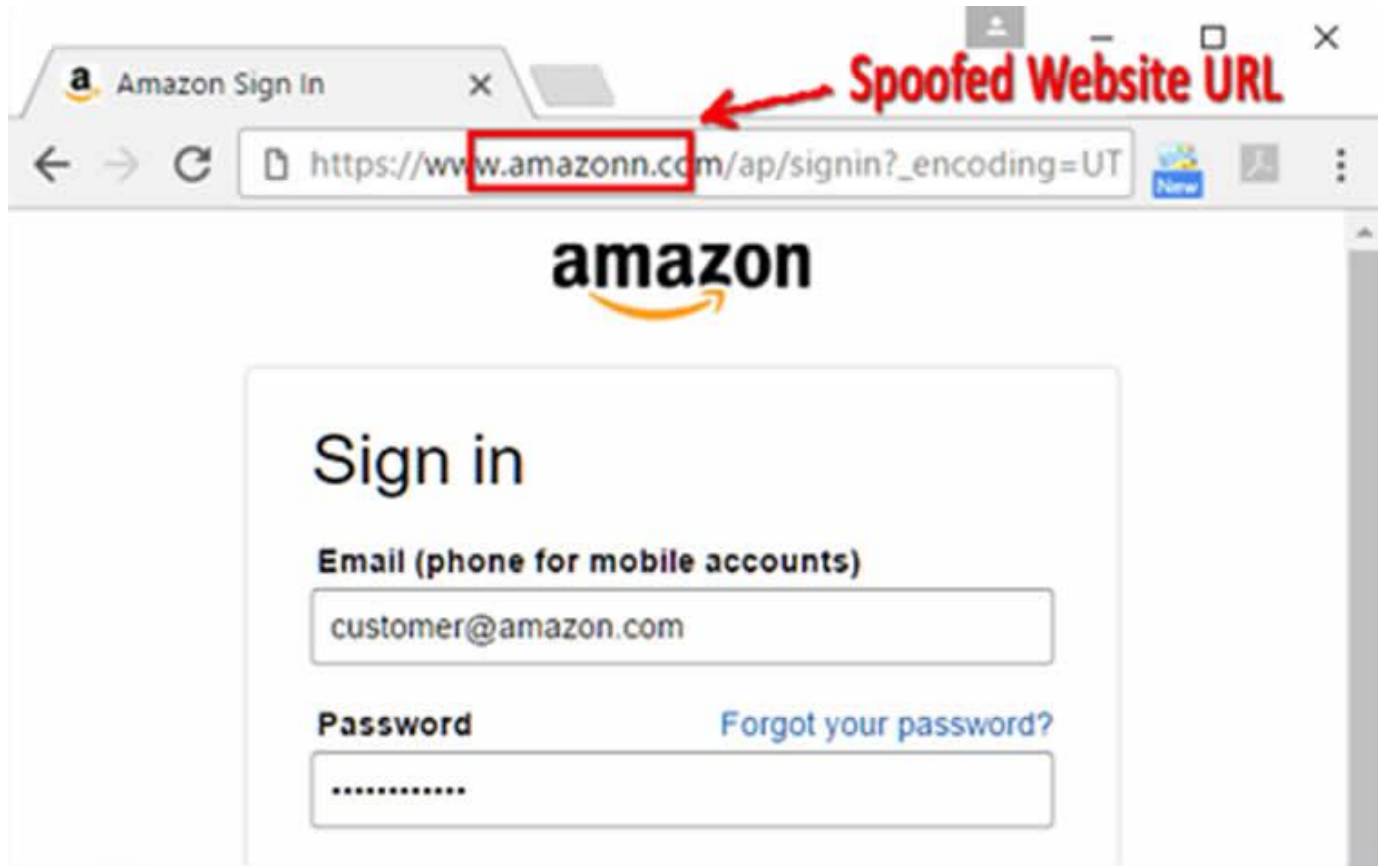 a Amazon Sign In
Spoofed Website URL
https://www.amazonn.com/ap/signin?_encoding=UT
New
amazon
Sign in
Email (phone for mobile accounts)
customer@amazon.com
Password Forgot your password?
••••••••••••